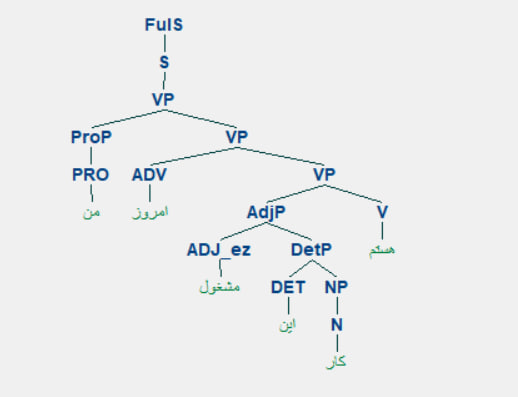 FulS
S
VP
ProP VP
PRO ADV VP
من امروز AdjP V
ADJ_ez DetP هستم
مشغول DET NP
این N
کار